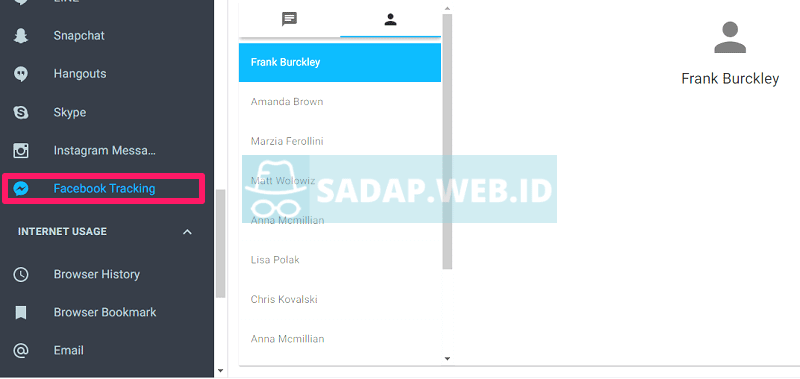 Snapchat
Hangouts
Skype
Instagram Messa...
Facebook Tracking
INTERNET USAGE
Browser History
Browser Bookmark
Email
Frank Burckley
Amanda Brown
Marzia Ferollini
Matt Wolowiz
Anna Mcmillian
Lisa Polak
Chris Kovalski
Anna Mcmillian
Frank Burckley
SADAP.WEB.ID